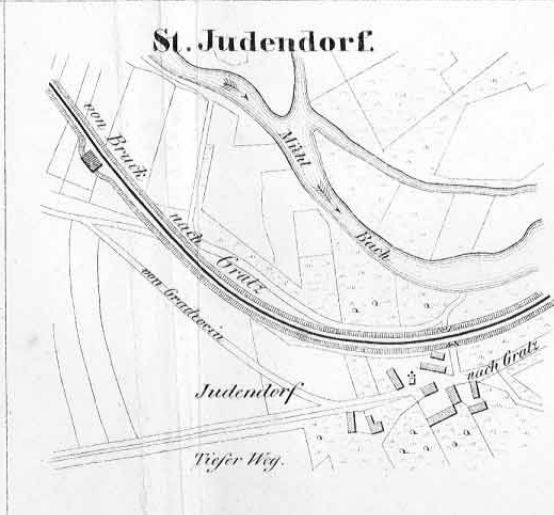 St. Judendorf.
von Bruck nach Gratz
Mühl Bach
von Gradwein
nach Gratz
Judendorf
Tiefer Weg.